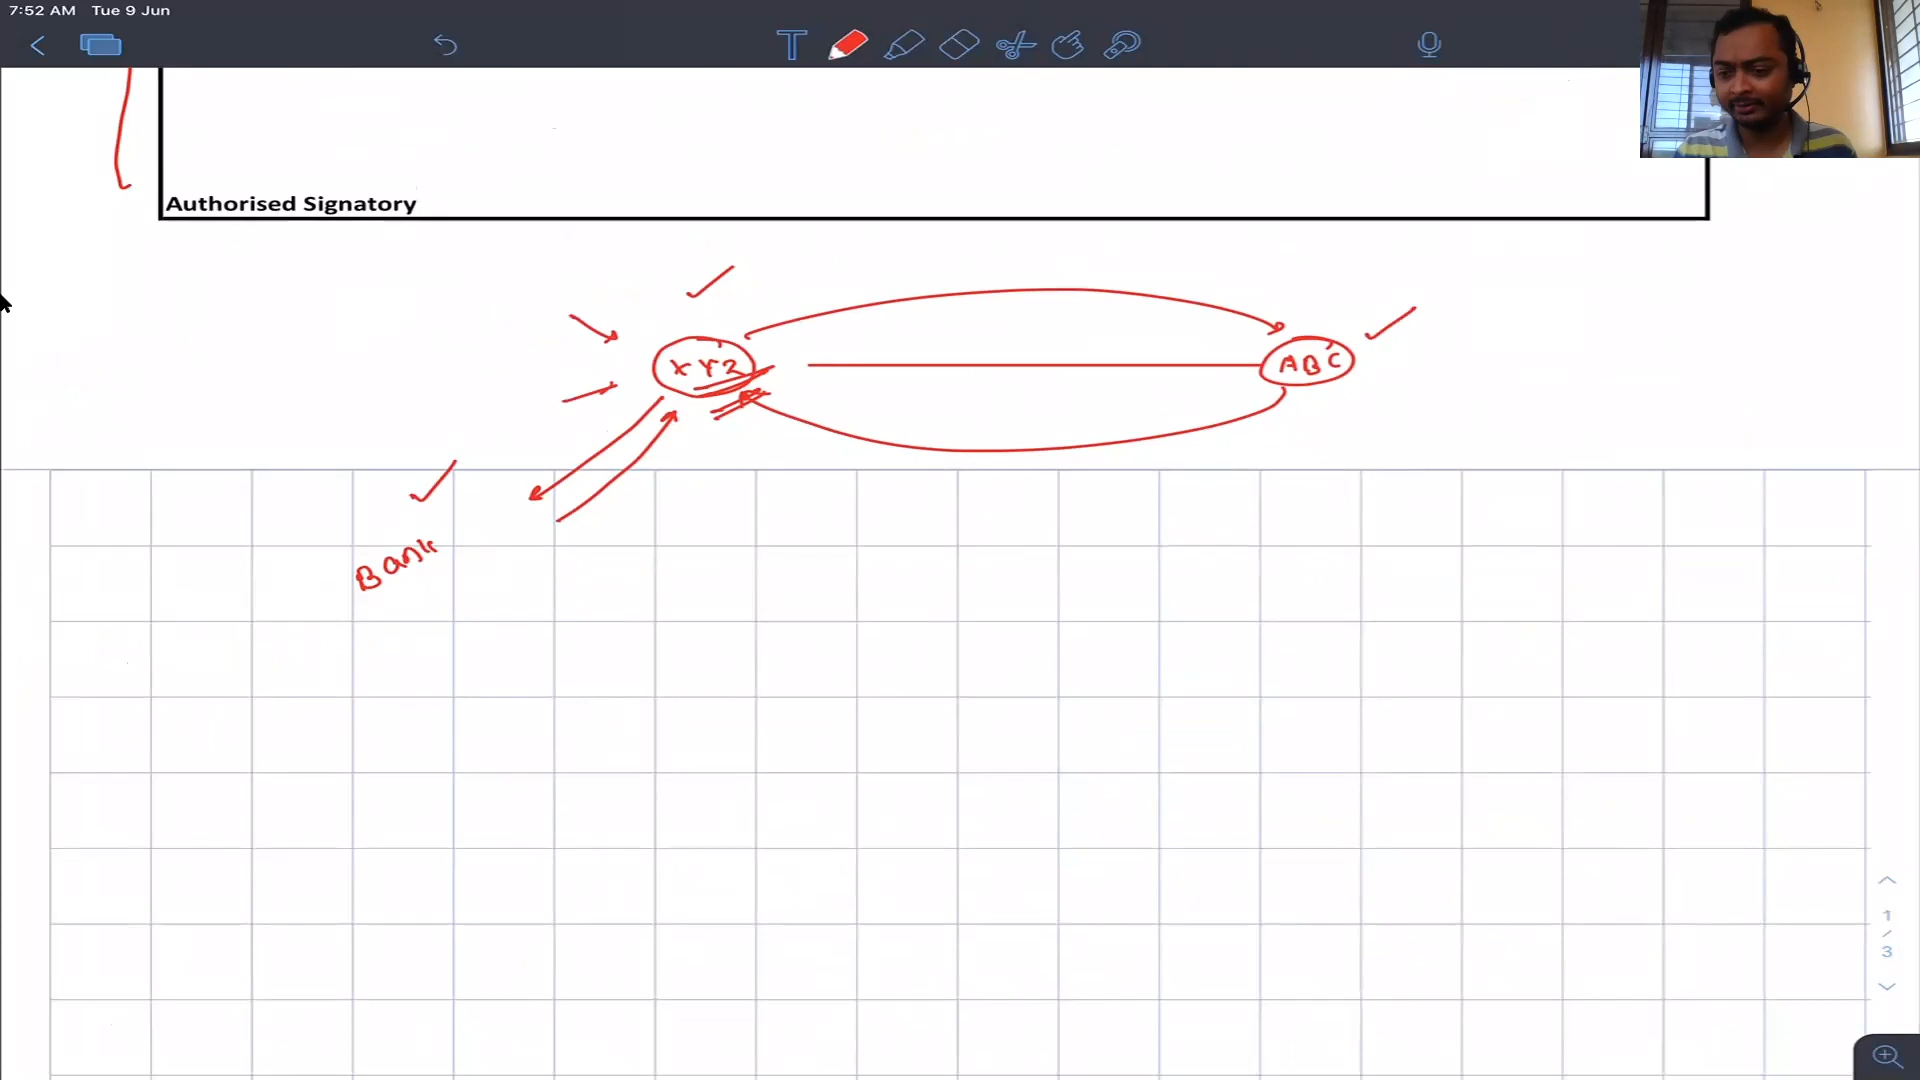 7:52 AM Tue 9 Jun
T
Authorised Signatory
XYZ
ABC
Bank
1
/
3